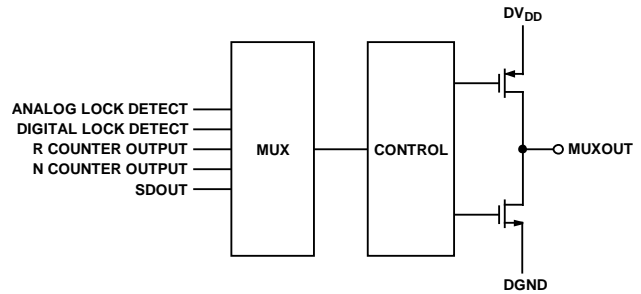 DVDD
ANALOG LOCK DETECT
DIGITAL LOCK DETECT
R COUNTER OUTPUT
N COUNTER OUTPUT
SDOUT
MUX
CONTROL
MUXOUT
DGND